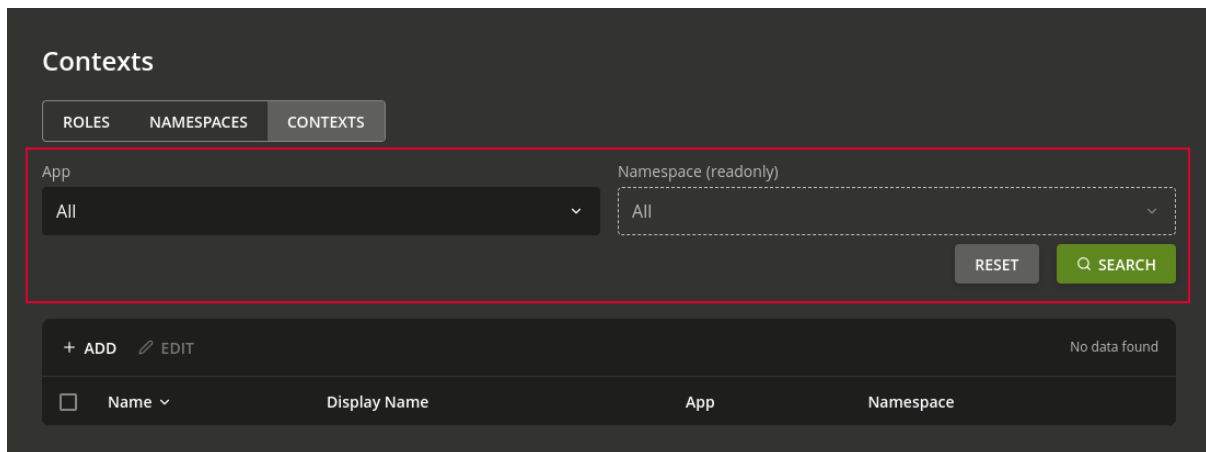 Contexts
ROLES NAMESPACES CONTEXTS
App Namespace (readonly)
All All
RESET SEARCH
+ ADD EDIT No data found
Name Display Name App Namespace